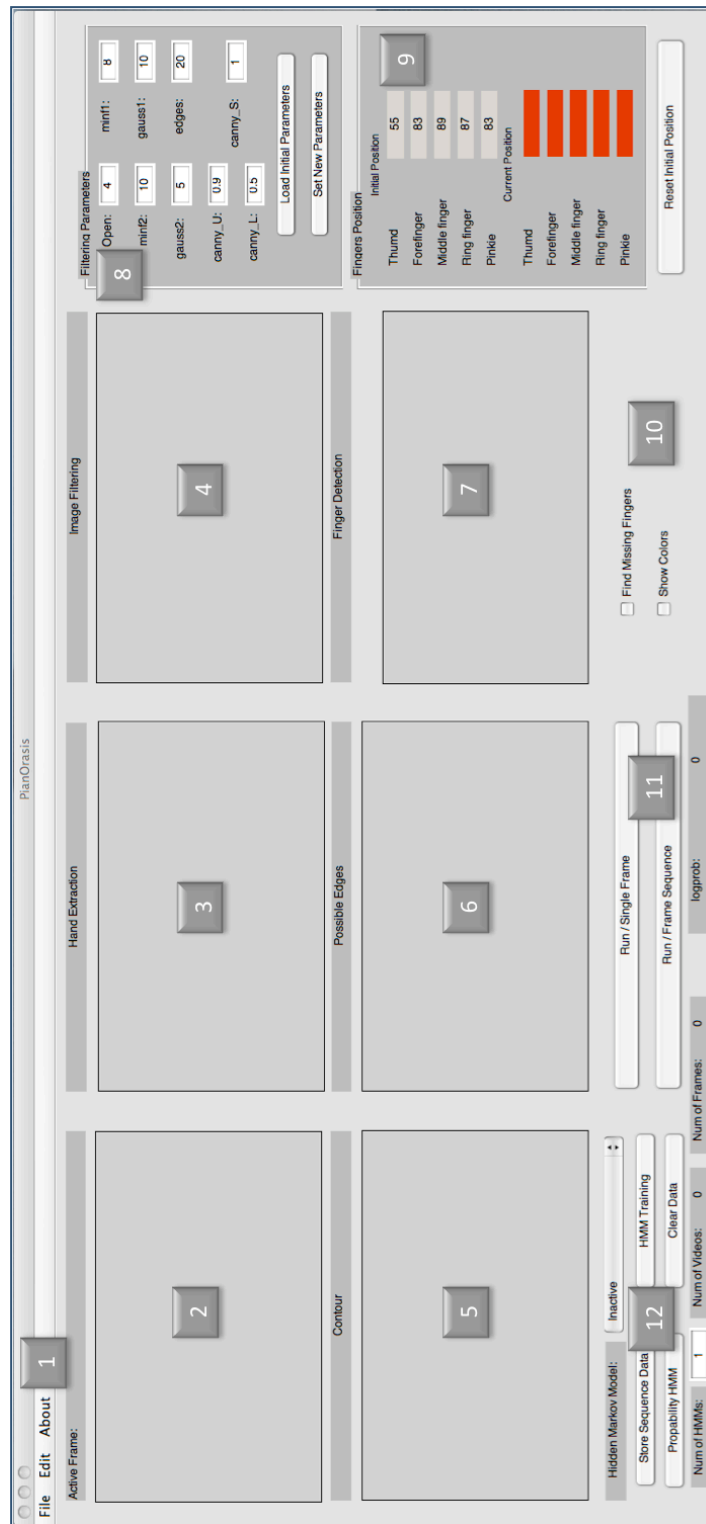 PianOrasis
File Edit About
1
Active Frame:
2
Hand Extraction
3
Image Filtering
4
Filtering Parameters
8
Open: 4 minf1: 8
minf2: 10 gauss1: 10
gauss2: 5 edges: 20
canny_U: 0.9
canny_S: 1
canny_L: 0.5
Load Initial Parameters
Set New Parameters
Contour
5
Possible Edges
6
Finger Detection
7
Fingers Position
9
Initial Position
Thumd 55
Forefinger 83
Middle finger 89
Ring finger 87
Pinkie 83
Current Position
Thumd
Forefinger
Middle finger
Ring finger
Pinkie
Reset Initial Position
Hidden Markov Model: Inactive
Store Sequence Data HMM Training
12
Propability HMM Clear Data
Run / Single Frame
11
Run / Frame Sequence
Find Missing Fingers
10
Show Colors
Num of HMMs: 1 Num of Videos: 0 Num of Frames: 0 logprob: 0